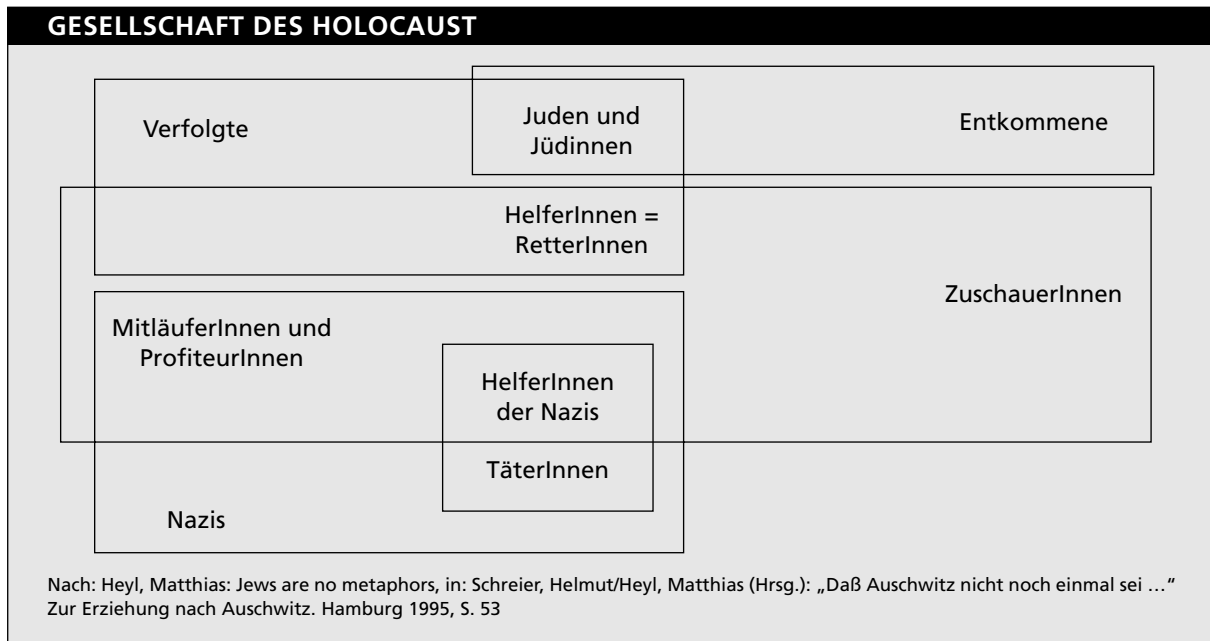 GESELLSCHAFT DES HOLOCAUST
Verfolgte
Juden und
Jüdinnen
Entkommene
HelferInnen =
RetterInnen
ZuschauerInnen
MitläuferInnen und
ProfiteurInnen
HelferInnen
der Nazis
TäterInnen
Nazis
Nach: Heyl, Matthias: Jews are no metaphors, in: Schreier, Helmut/Heyl, Matthias (Hrsg.): „Daß Auschwitz nicht noch einmal sei …“
Zur Erziehung nach Auschwitz. Hamburg 1995, S. 53